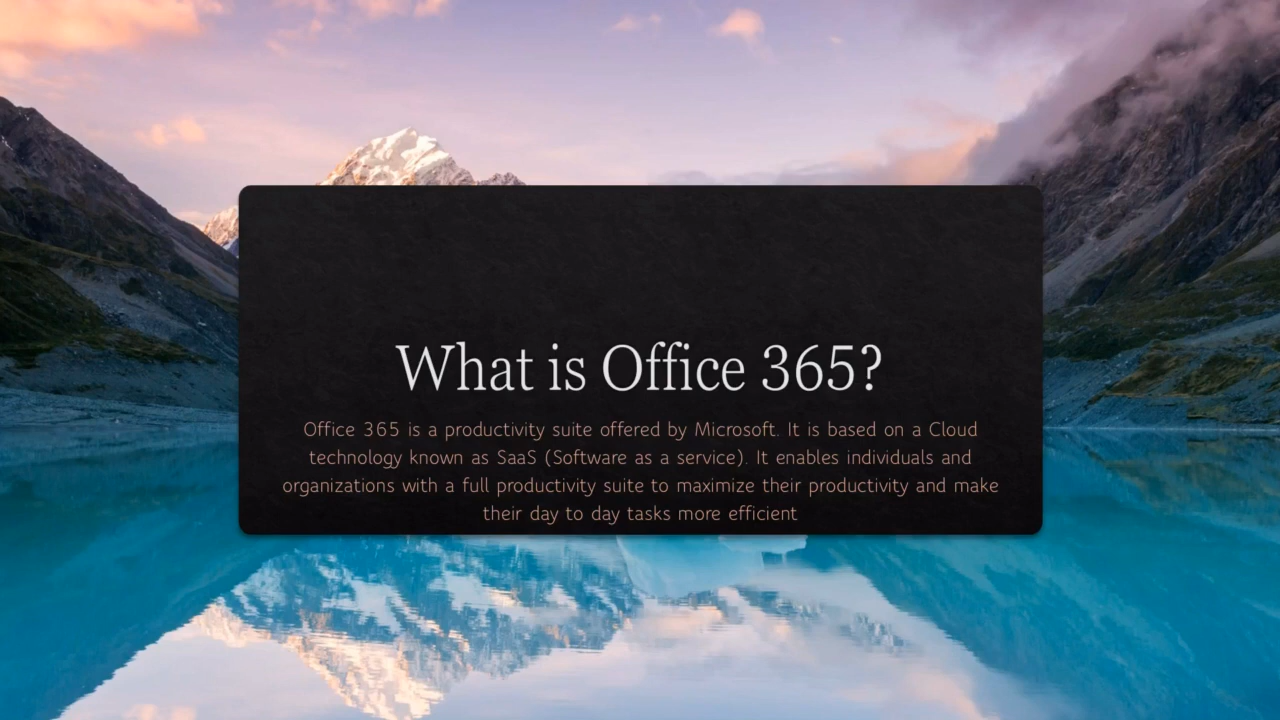 What is Office 365?
Office 365 is a productivity suite offered by Microsoft. It is based on a Cloud
technology known as SaaS (Software as a service). It enables individuals and
organizations with a full productivity suite to maximize their productivity and make
their day to day tasks more efficient